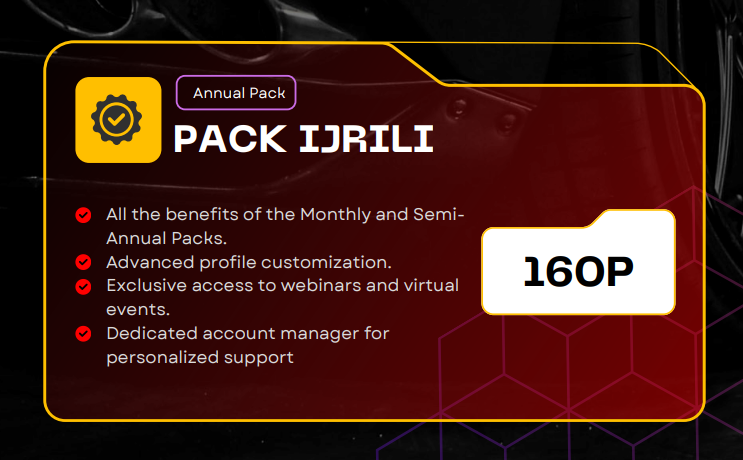 Annual Pack
PACK IJRILI
All the benefits of the Monthly and Semi-
Annual Packs.
Advanced profile customization.
Exclusive access to webinars and virtual
events.
Dedicated account manager for
personalized support
160P